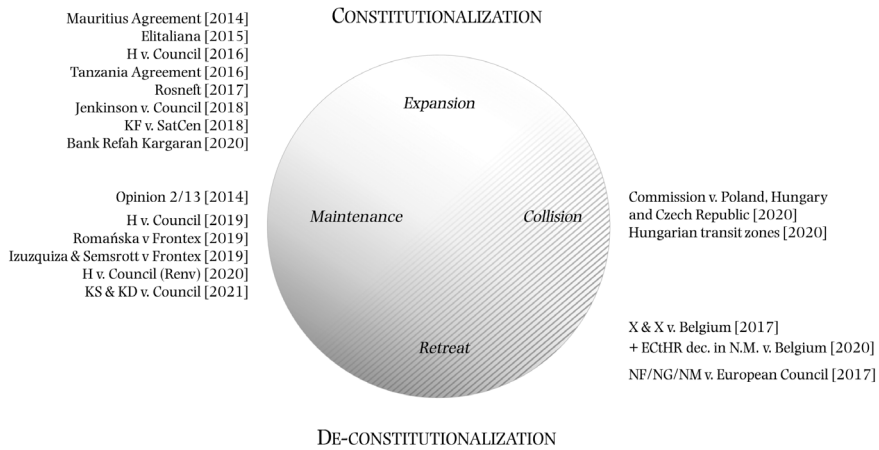 CONSTITUTIONALIZATION
Mauritius Agreement [2014]
Elitaliana [2015]
H v. Council [2016]
Tanzania Agreement [2016]
Rosneft [2017]
Jenkinson v. Council [2018]
KF v. SatCen [2018]
Bank Refah Kargaran [2020]
Expansion
Opinion 2/13 [2014]
H v. Council [2019]
Romańska v Frontex [2019]
Izuzquiza & Semsrott v Frontex [2019]
H v. Council (Renv) [2020]
KS & KD v. Council [2021]
Maintenance
Collision
Commission v. Poland, Hungary
and Czech Republic [2020]
Hungarian transit zones [2020]
Retreat
X & X v. Belgium [2017]
+ ECtHR dec. in N.M. v. Belgium [2020]
NF/NG/NM v. European Council [2017]
DE-CONSTITUTIONALIZATION